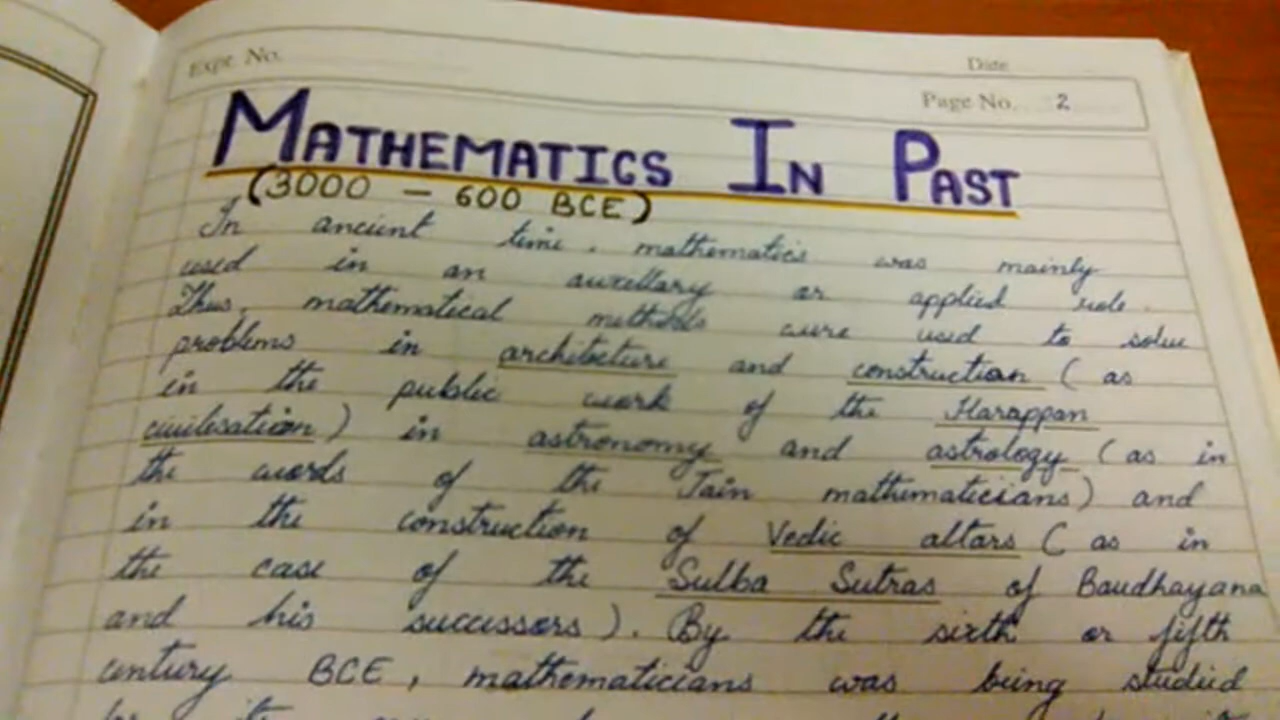 Expt. No.
Date
Page No. 2
MATHEMATICS IN PAST
(3000 – 600 BCE)
In ancient time, mathematics was mainly
used in an auxillary or applied role.
Thus, mathematical methods were used to solve
problems in architecture and construction (as
in the public work of the Harappan
civilisation) in astronomy and astrology (as in
the words of the Jain mathematicians) and
in the construction of Vedic altars (as in
the case of the Sulba Sutras of Baudhayana
and his successors). By the sixth or fifth
century BCE, mathematicians was being studied
for its